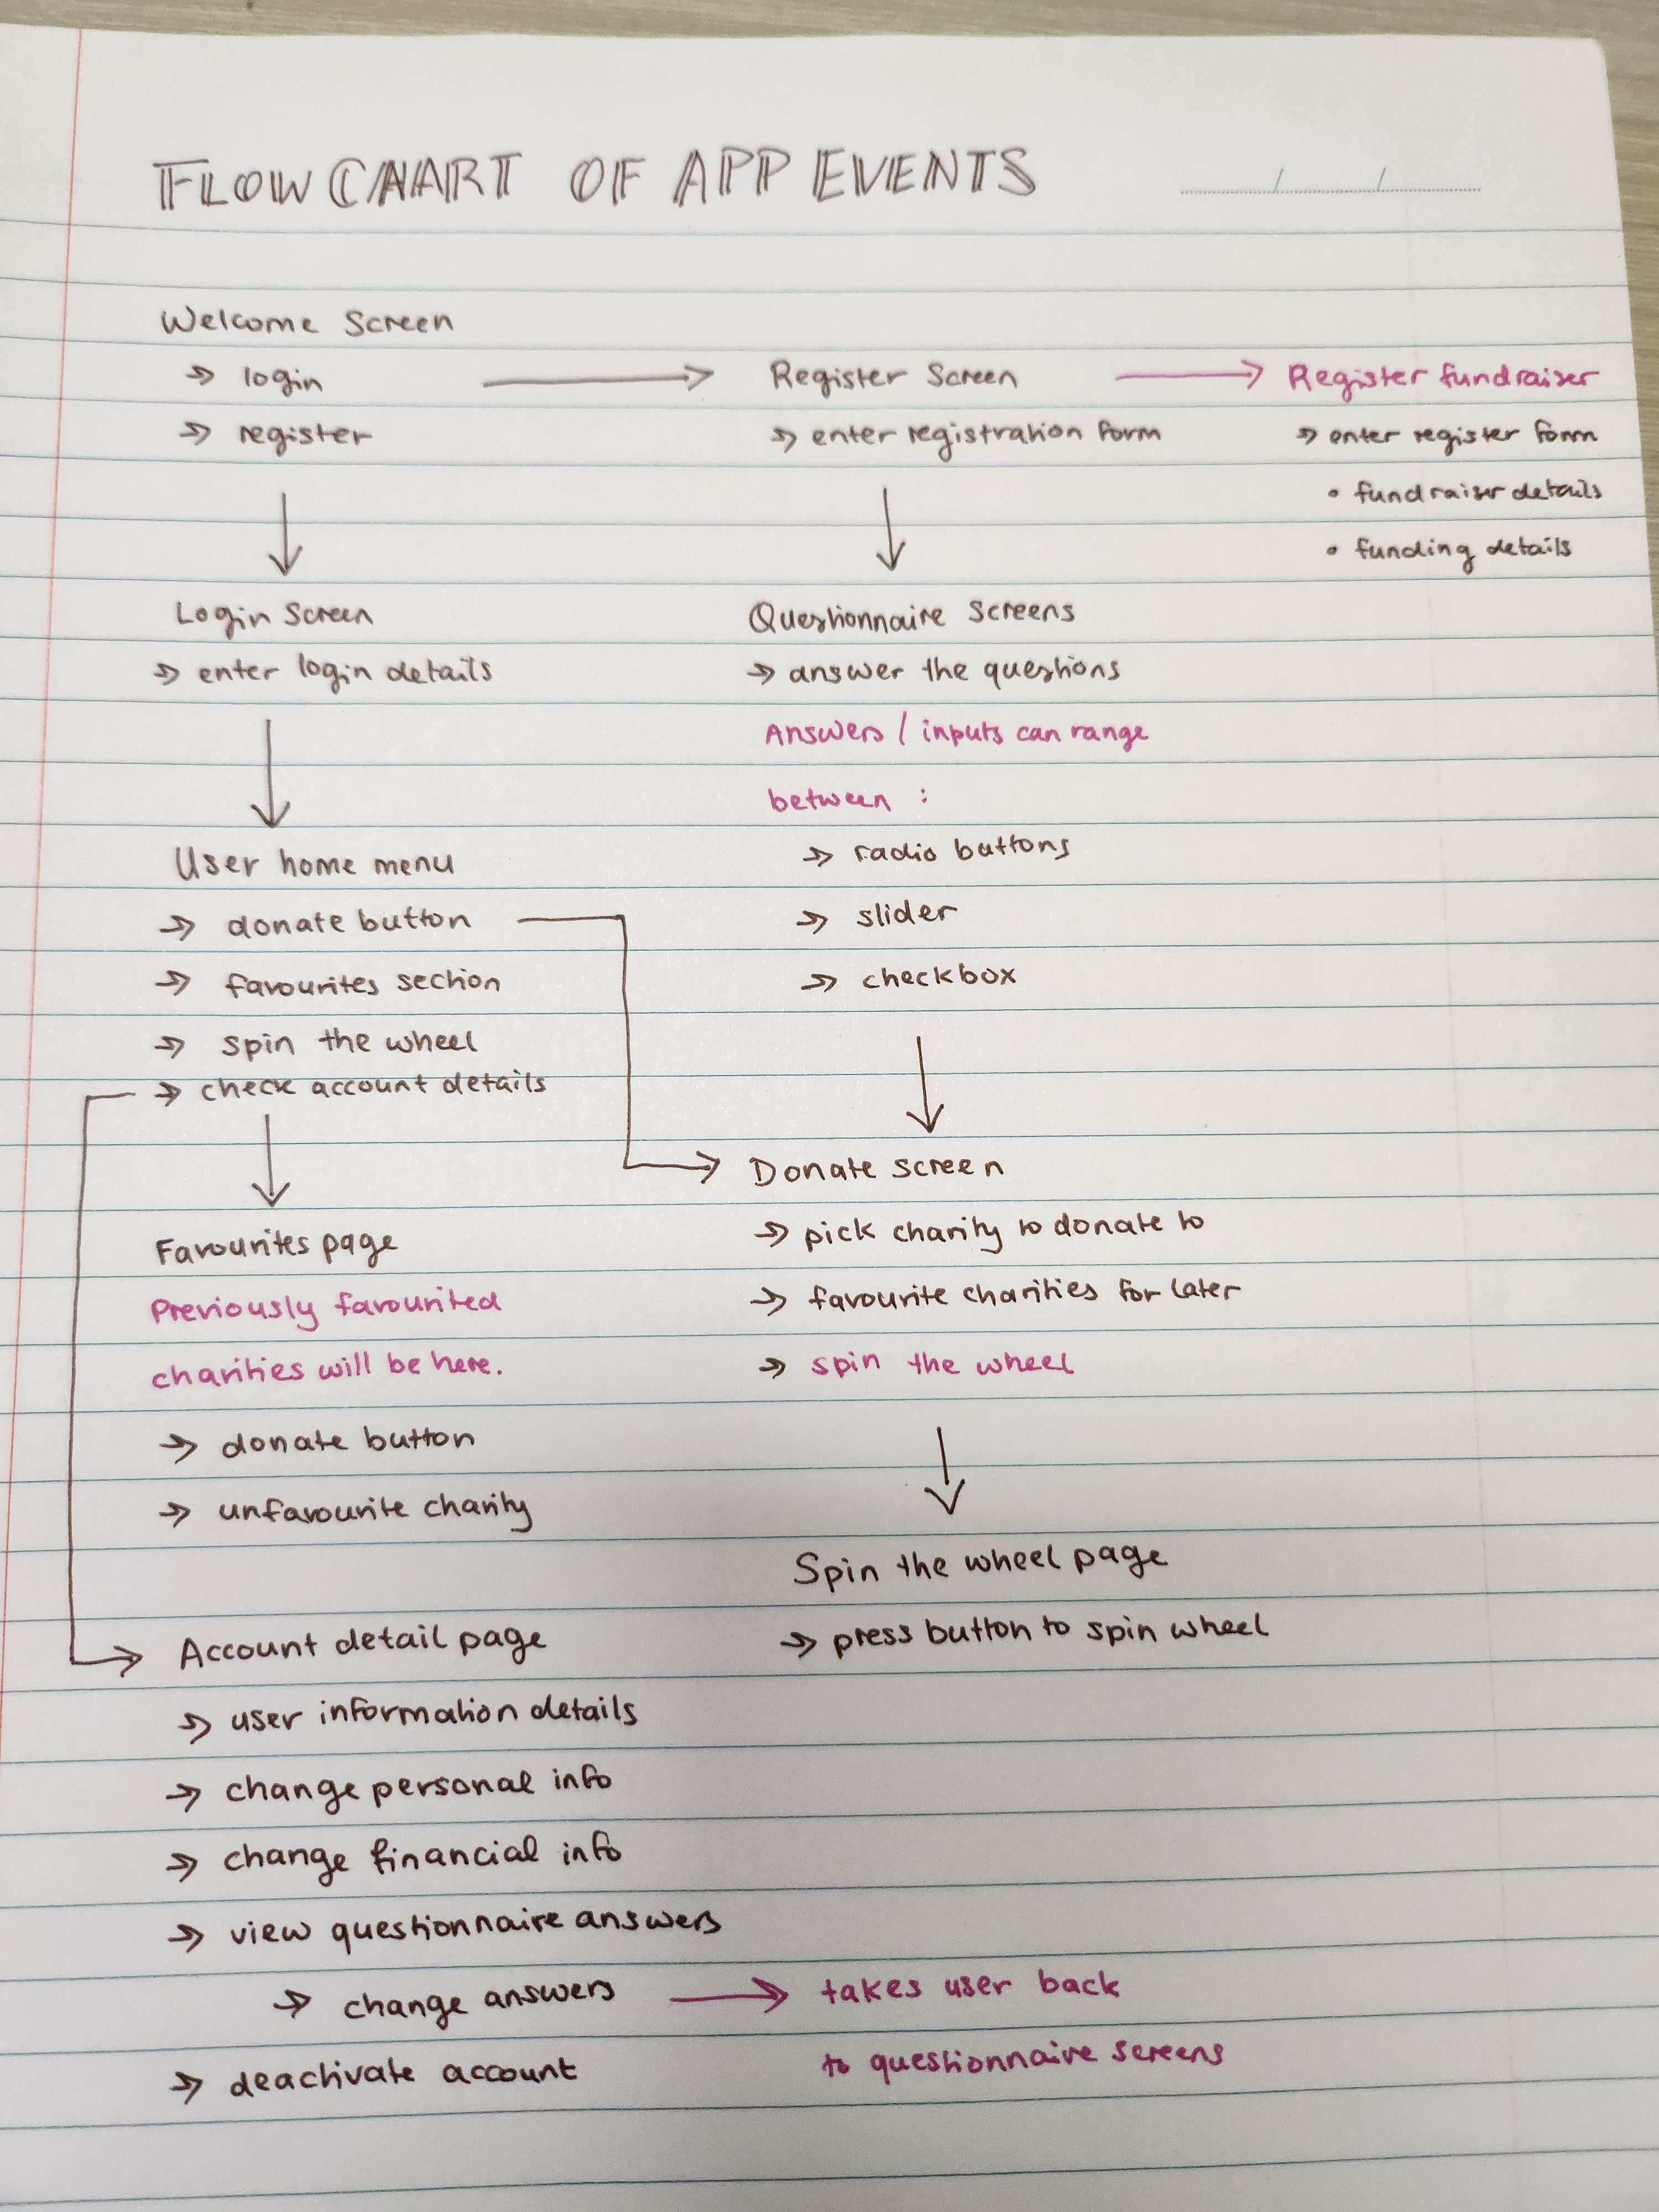 FLOWCHART OF APP EVENTS
Welcome Screen
→ login
→ register
Register Screen
→ enter registration form
Register fundraiser
→ enter register form
• fundraiser details
• funding details
Login Screen
→ enter login details
Questionnaire Screens
→ answer the questions
Answers / inputs can range
between :
→ radio buttons
→ slider
→ checkbox
User home menu
→ donate button
→ favourites section
→ spin the wheel
→ check account details
Donate screen
→ pick charity to donate to
→ favourite charities for later
→ spin the wheel
Favourites page
Previously favourited
charities will be here.
→ donate button
→ unfavourite charity
Spin the wheel page
→ press button to spin wheel
Account detail page
→ user information details
→ change personal info
→ change financial info
→ view questionnaire answers
→ change answers → takes user back
to questionnaire screens
→ deactivate account